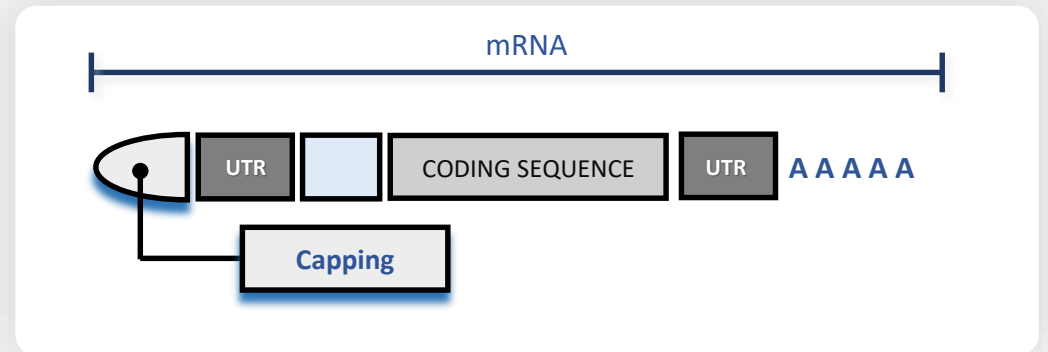 mRNA
UTR
CODING SEQUENCE
UTR
A A A A A
Capping